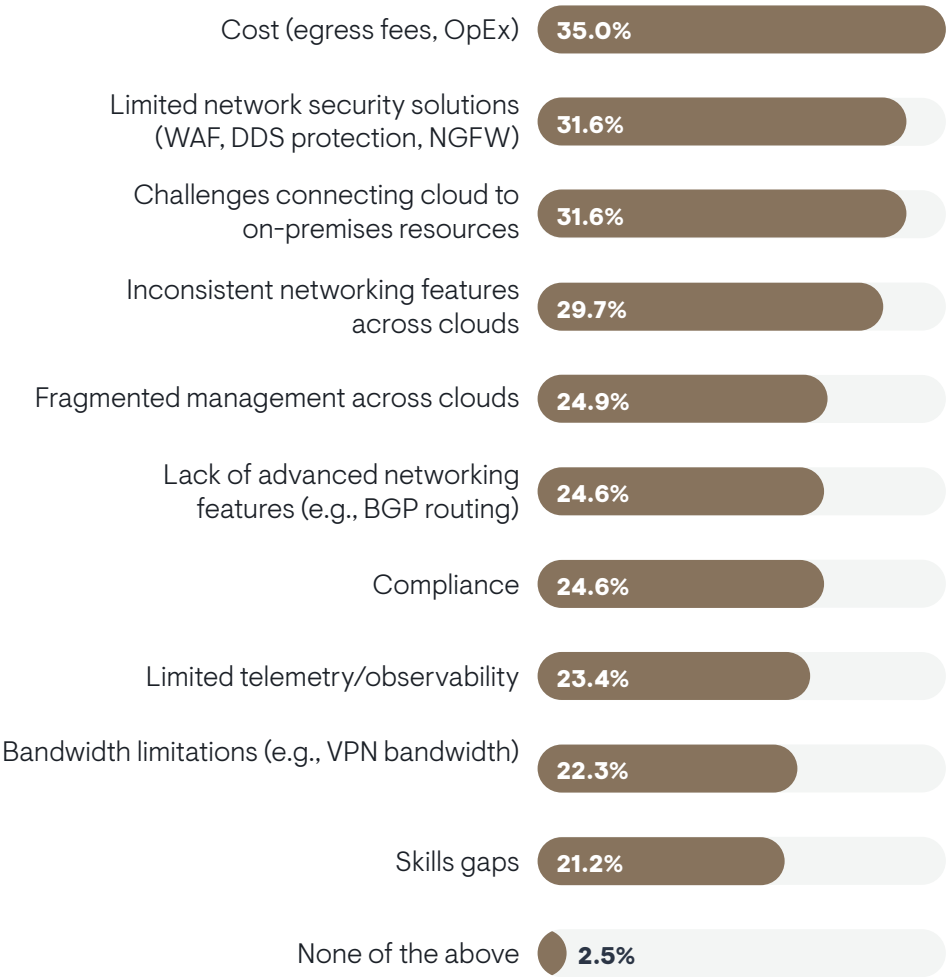 Cost (egress fees, OpEx)
35.0%
Limited network security solutions
(WAF, DDS protection, NGFW)
31.6%
Challenges connecting cloud to
on-premises resources
31.6%
Inconsistent networking features
across clouds
29.7%
Fragmented management across clouds
24.9%
Lack of advanced networking
features (e.g., BGP routing)
24.6%
Compliance
24.6%
Limited telemetry/observability
23.4%
Bandwidth limitations (e.g., VPN bandwidth)
22.3%
Skills gaps
21.2%
None of the above
2.5%